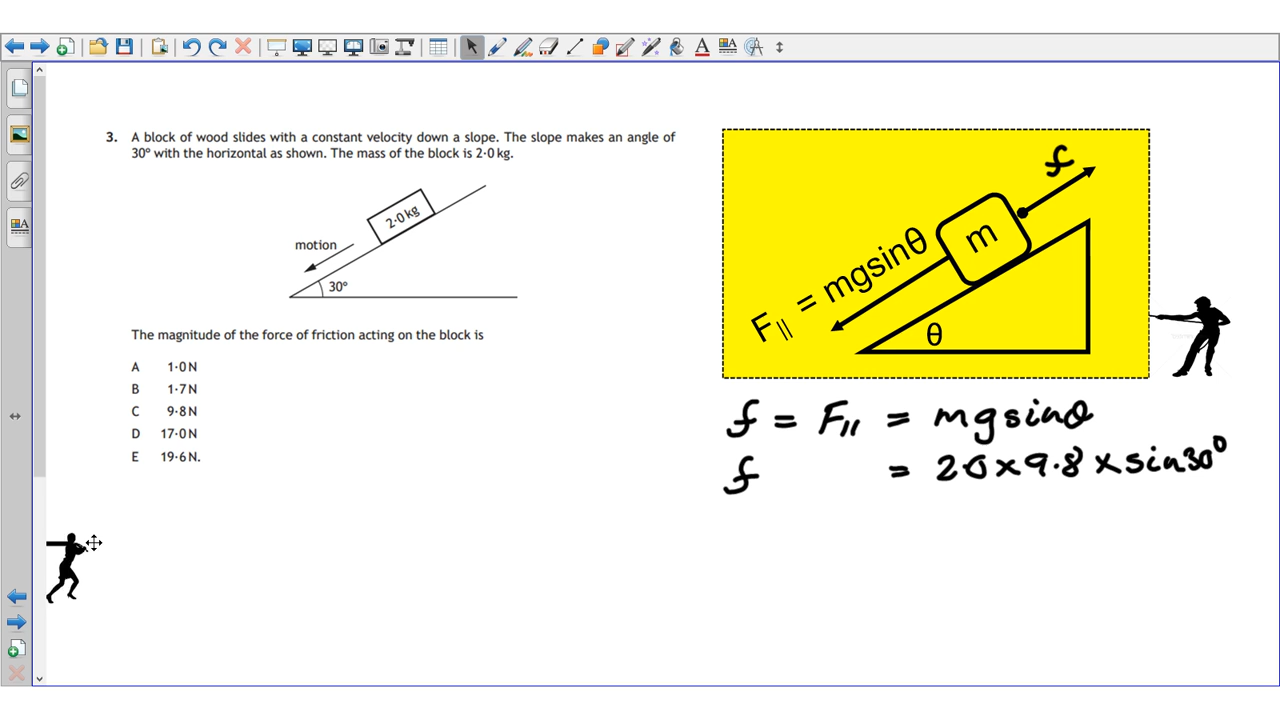 3. A block of wood slides with a constant velocity down a slope. The slope makes an angle of
30° with the horizontal as shown. The mass of the block is 2·0 kg.
2·0 kg
motion
30°
The magnitude of the force of friction acting on the block is
A 1·0 N
B 1·7 N
C 9·8 N
D 17·0 N
E 19·6 N.
f
m
F|| = mgsinθ
θ
f = F|| = mgsinθ
f = 2.0 × 9.8 × sin30°